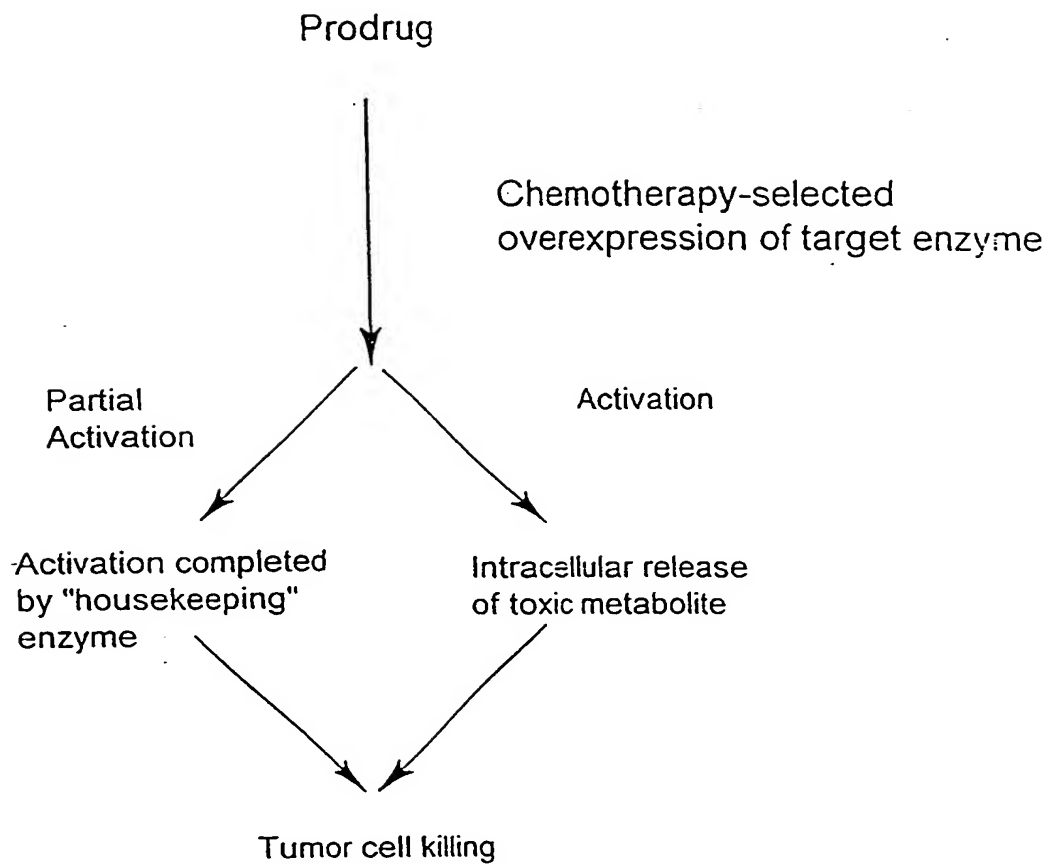 Prodrug
Chemotherapy-selected
overexpression of target enzyme
Partial
Activation
Activation
Activation completed
by "housekeeping"
enzyme
Intracellular release
of toxic metabolite
Tumor cell killing